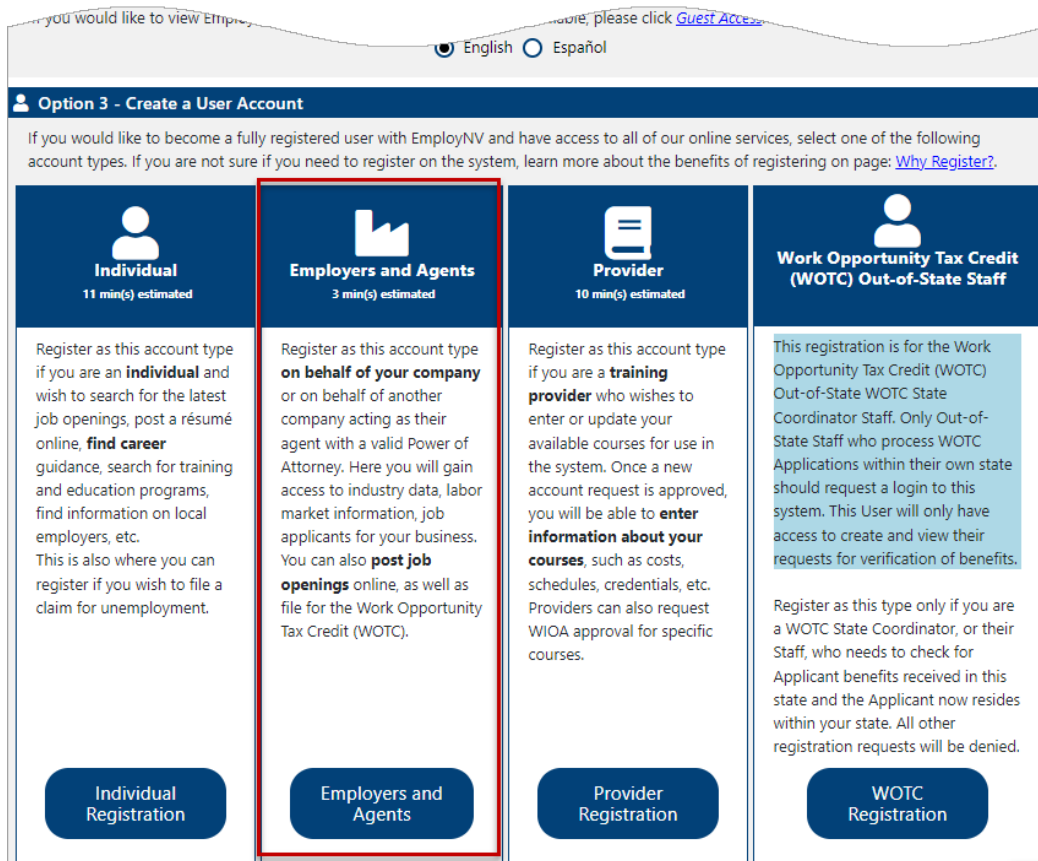 you would like to view
please click Guest Access
English Español
Option 3 - Create a User Account
If you would like to become a fully registered user with EmployNV and have access to all of our online services, select one of the following
account types. If you are not sure if you need to register on the system, learn more about the benefits of registering on page: Why Register?.
Individual
11 min(s) estimated
Register as this account type
if you are an individual and
wish to search for the latest
job openings, post a résumé
online, find career
guidance, search for training
and education programs,
find information on local
employers, etc.
This is also where you can
register if you wish to file a
claim for unemployment.
Individual
Registration
Employers and Agents
3 min(s) estimated
Register as this account type
on behalf of your company
or on behalf of another
company acting as their
agent with a valid Power of
Attorney. Here you will gain
access to industry data, labor
market information, job
applicants for your business.
You can also post job
openings online, as well as
file for the Work Opportunity
Tax Credit (WOTC).
Employers and
Agents
Provider
10 min(s) estimated
Register as this account type
if you are a training
provider who wishes to
enter or update your
available courses for use in
the system. Once a new
account request is approved,
you will be able to enter
information about your
courses, such as costs,
schedules, credentials, etc.
Providers can also request
WIOA approval for specific
courses.
Provider
Registration
Work Opportunity Tax Credit
(WOTC) Out-of-State Staff
This registration is for the Work
Opportunity Tax Credit (WOTC)
Out-of-State WOTC State
Coordinator Staff. Only Out-of-
State Staff who process WOTC
Applications within their own state
should request a login to this
system. This User will only have
access to create and view their
requests for verification of benefits.
Register as this type only if you are
a WOTC State Coordinator, or their
Staff, who needs to check for
Applicant benefits received in this
state and the Applicant now resides
within your state. All other
registration requests will be denied.
WOTC
Registration